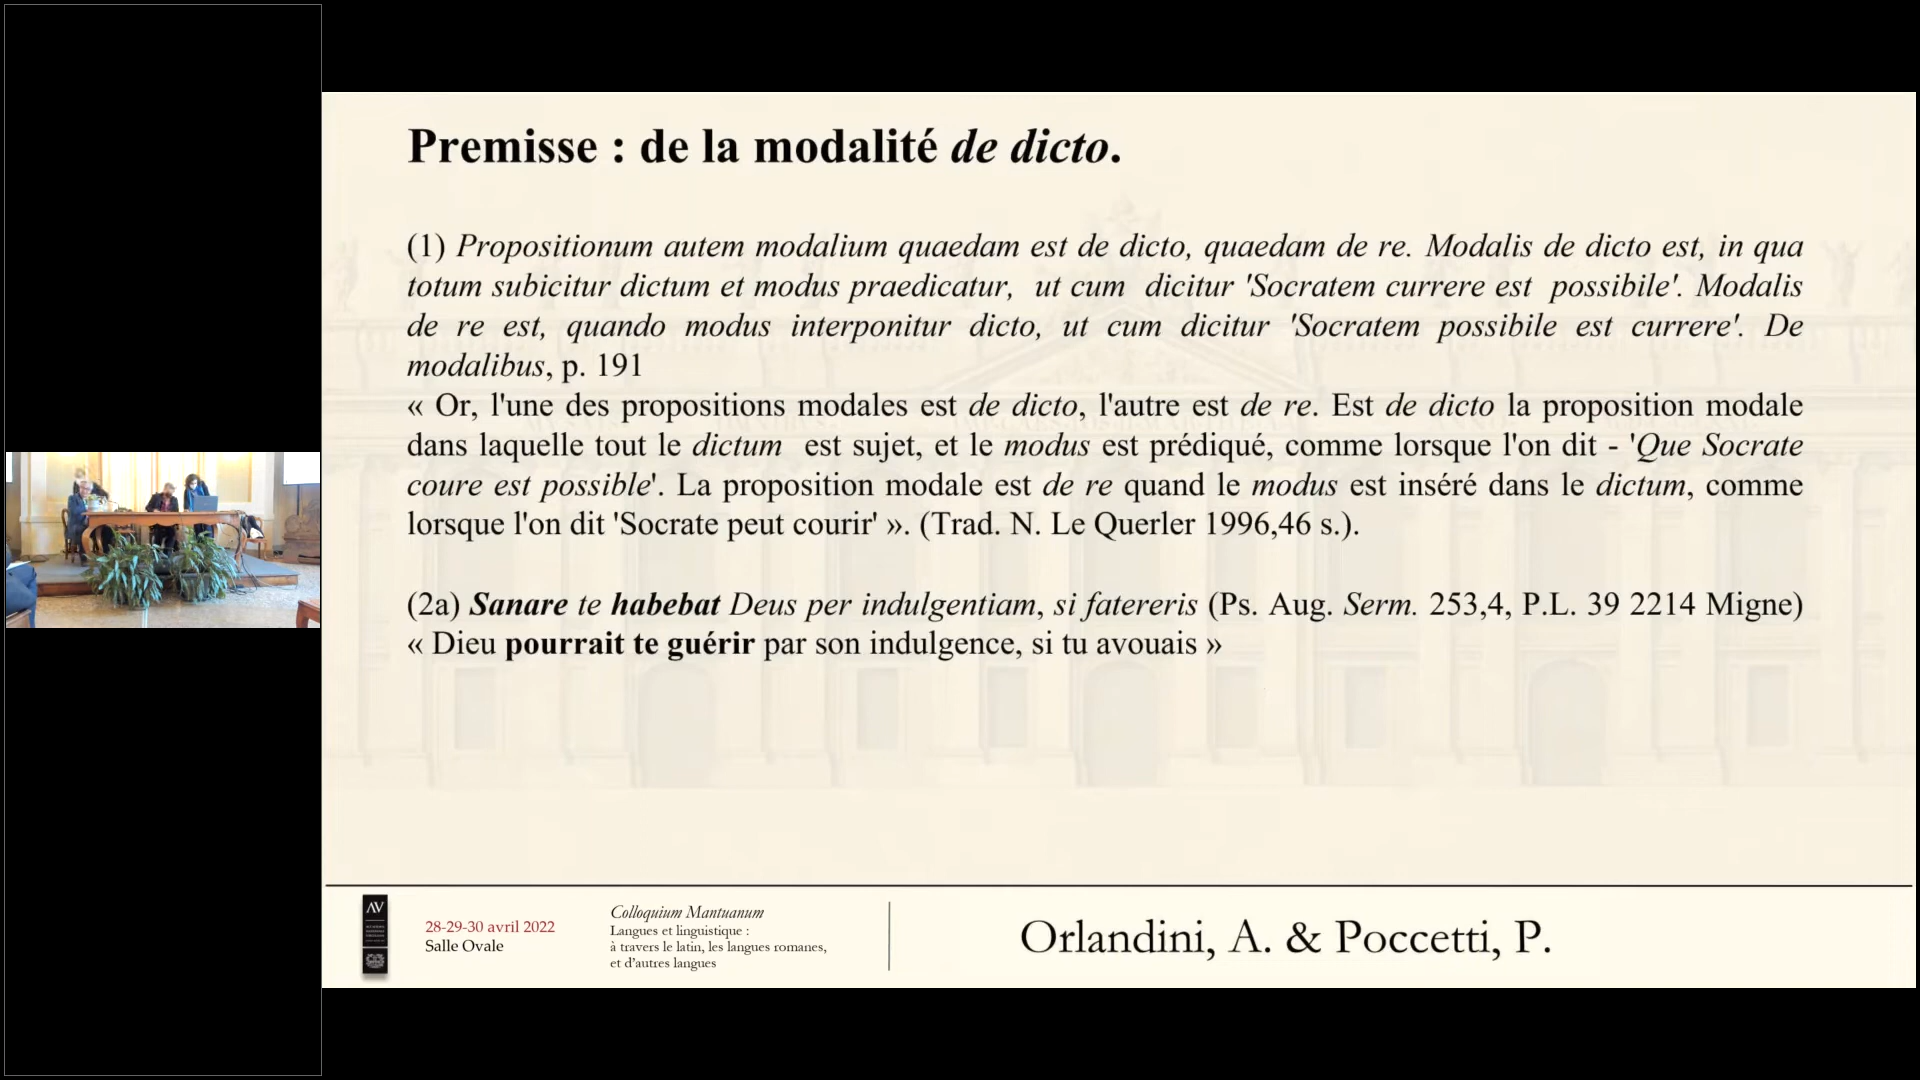 Premisse : de la modalité de dicto.
(1) Propositionum autem modalium quaedam est de dicto, quaedam de re. Modalis de dicto est, in qua
totum subicitur dictum et modus praedicatur, ut cum dicitur 'Socratem currere est possibile'. Modalis
de re est, quando modus interponitur dicto, ut cum dicitur 'Socratem possibile est currere'. De
modalibus, p. 191
« Or, l'une des propositions modales est de dicto, l'autre est de re. Est de dicto la proposition modale
dans laquelle tout le dictum est sujet, et le modus est prédiqué, comme lorsque l'on dit - 'Que Socrate
coure est possible'. La proposition modale est de re quand le modus est inséré dans le dictum, comme
lorsque l'on dit 'Socrate peut courir' ». (Trad. N. Le Querler 1996,46 s.).
(2a) Sanare te habebat Deus per indulgentiam, si fatereris (Ps. Aug. Serm. 253,4, P.L. 39 2214 Migne)
« Dieu pourrait te guérir par son indulgence, si tu avouais »
AV
28-29-30 avril 2022
Salle Ovale
Colloquium Mantuanum
Langues et linguistique :
à travers le latin, les langues romanes,
et d'autres langues
Orlandini, A. & Poccetti, P.